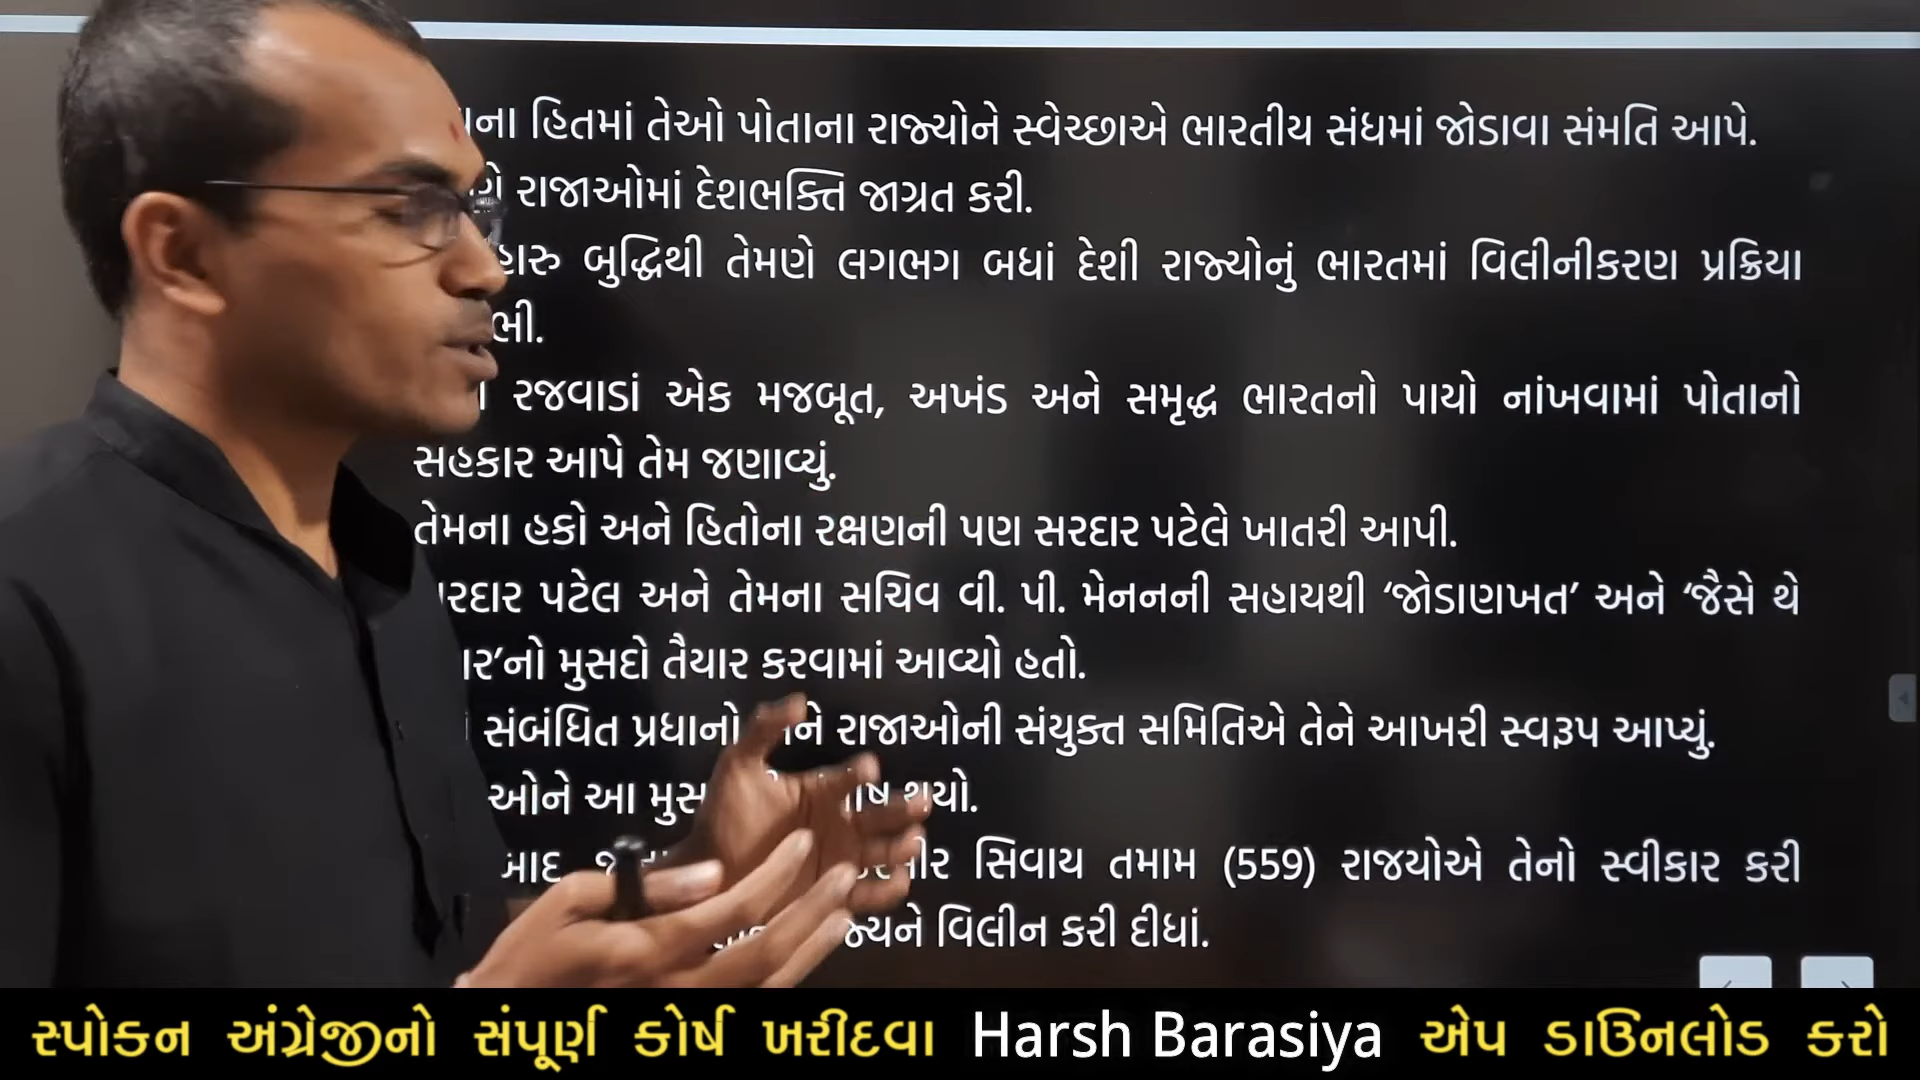 હિતમાં તેઓ પોતાના રાજ્યોને સ્વેચ્છાએ ભારતીય સંઘમાં જોડાવા સંમતિ આપે.
રાજાઓમાં દેશભક્તિ જાગ્રત કરી.
બુદ્ધિથી તેમણે લગભગ બધાં દેશી રાજ્યોનું ભારતમાં વિલીનીકરણ પ્રક્રિયા
રજવાડાં એક મજબૂત, અખંડ અને સમૃદ્ધ ભારતનો પાયો નાંખવામાં પોતાનો
સહકાર આપે તેમ જણાવ્યું.
તેમના હકો અને હિતોના રક્ષણની પણ સરદાર પટેલે ખાતરી આપી.
પટેલ અને તેમના સચિવ વી. પી. મેનનની સહાયથી ‘જોડાણખત’ અને ‘જૈસે થે
મુસદો તૈયાર કરવામાં આવ્યો હતો.
સંબંધિત પ્રધાનો અને રાજાઓની સંયુક્ત સમિતિએ તેને આખરી સ્વરૂપ આપ્યું.
આ થયો.
સિવાય તમામ (559) રાજયોએ તેનો સ્વીકાર કરી
વિલીન કરી દીધાં.
સ્પોકન અંગ્રેજીનો સંપૂર્ણ કોર્ષ ખરીદવા Harsh Barasiya એપ ડાઉનલોડ કરો